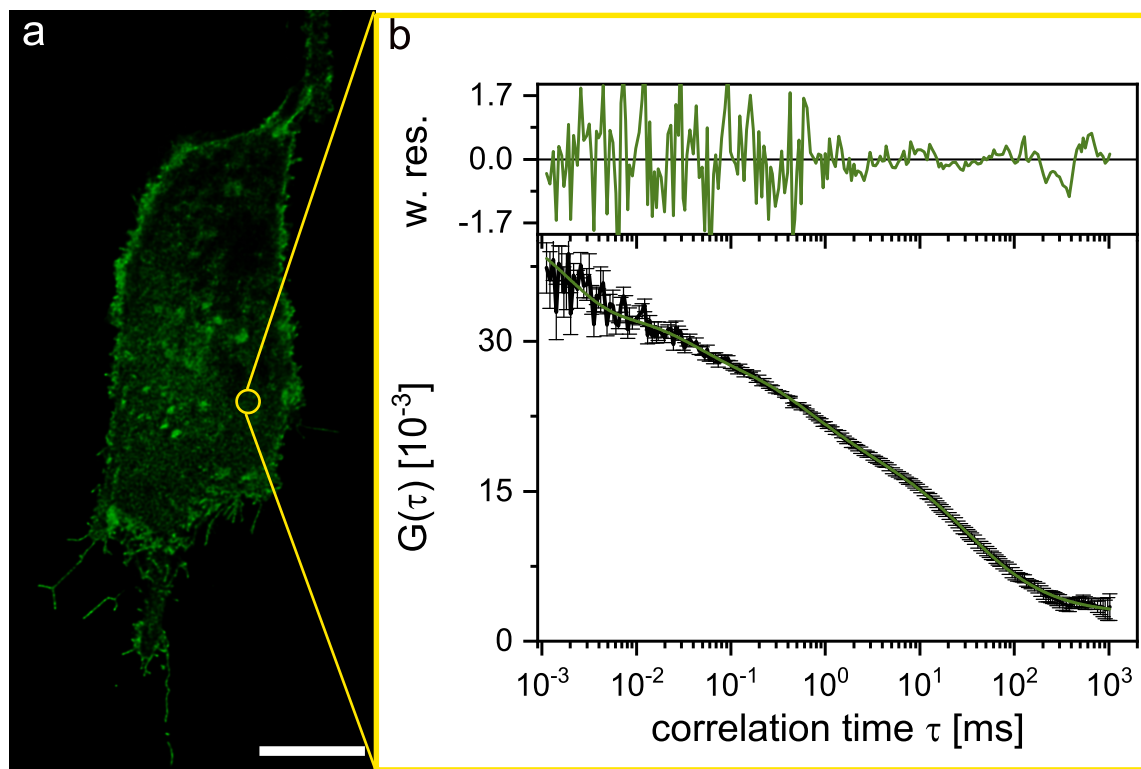 a
b
w. res.
1.7
0.0
-1.7
G(τ) [10⁻³]
30
15
0
10⁻³ 10⁻² 10⁻¹ 10⁰ 10¹ 10² 10³
correlation time τ [ms]